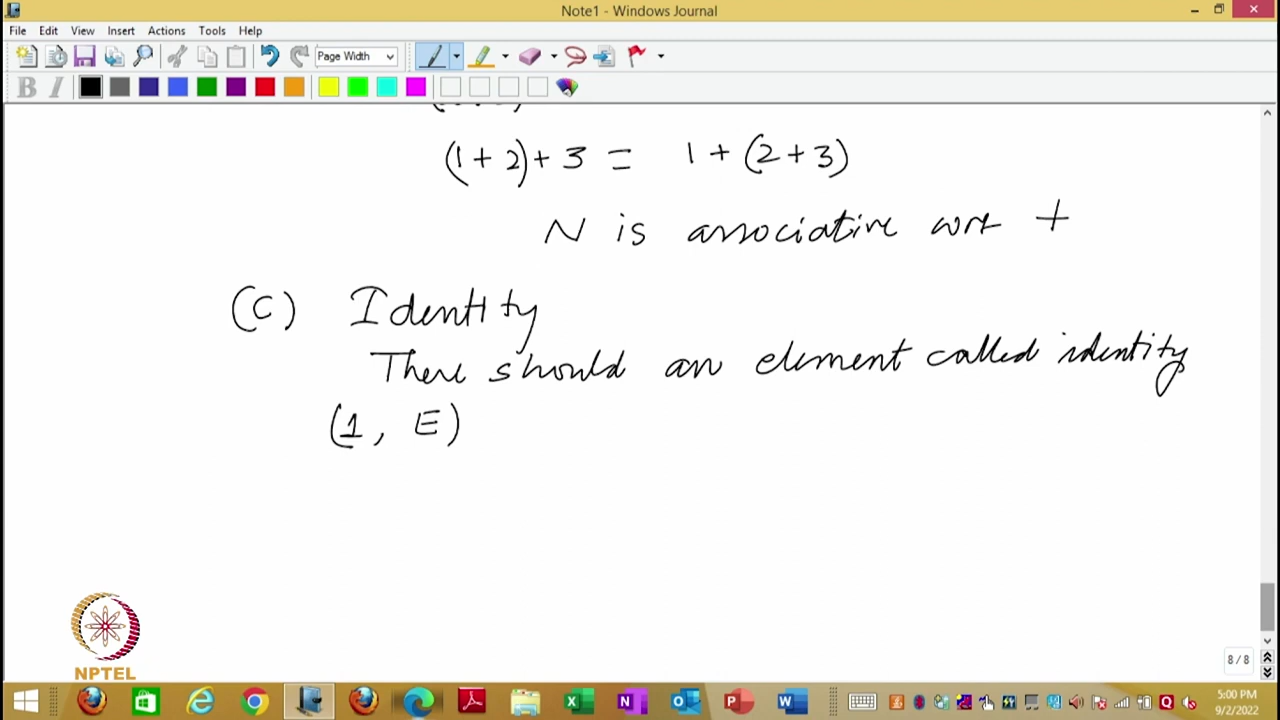 Note1 - Windows Journal
File Edit View Insert Actions Tools Help
Page Width
B I
(1 + 2) + 3 = 1 + (2 + 3)
N is associative wrt +
(C) Identity
There should an element called identity
(1, E)
NPTEL
8 / 8
5:00 PM
9/2/2022